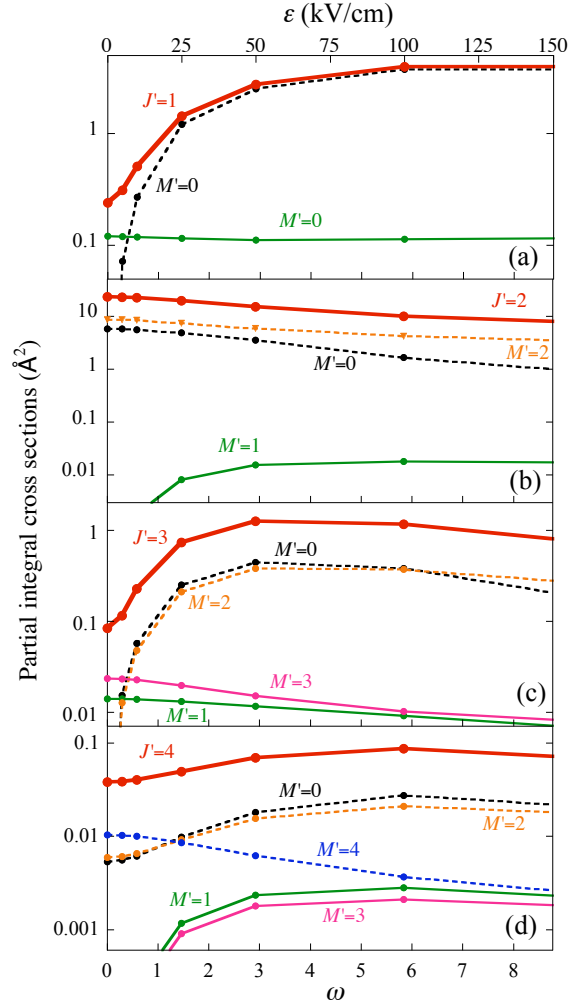 ε (kV/cm)
0 25 50 75 100 125 150
J'=1
1
M'=0
M'=0
0.1
(a)
10
J'=2
M'=2
1
M'=0
0.1
M'=1
0.01
(b)
1
J'=3
M'=0
M'=2
0.1
M'=3
0.01
M'=1
(c)
0.1
J'=4
M'=0
M'=2
0.01
M'=4
M'=1
M'=3
0.001
(d)
0 1 2 3 4 5 6 7 8
ω
Partial integral cross sections (Å2)